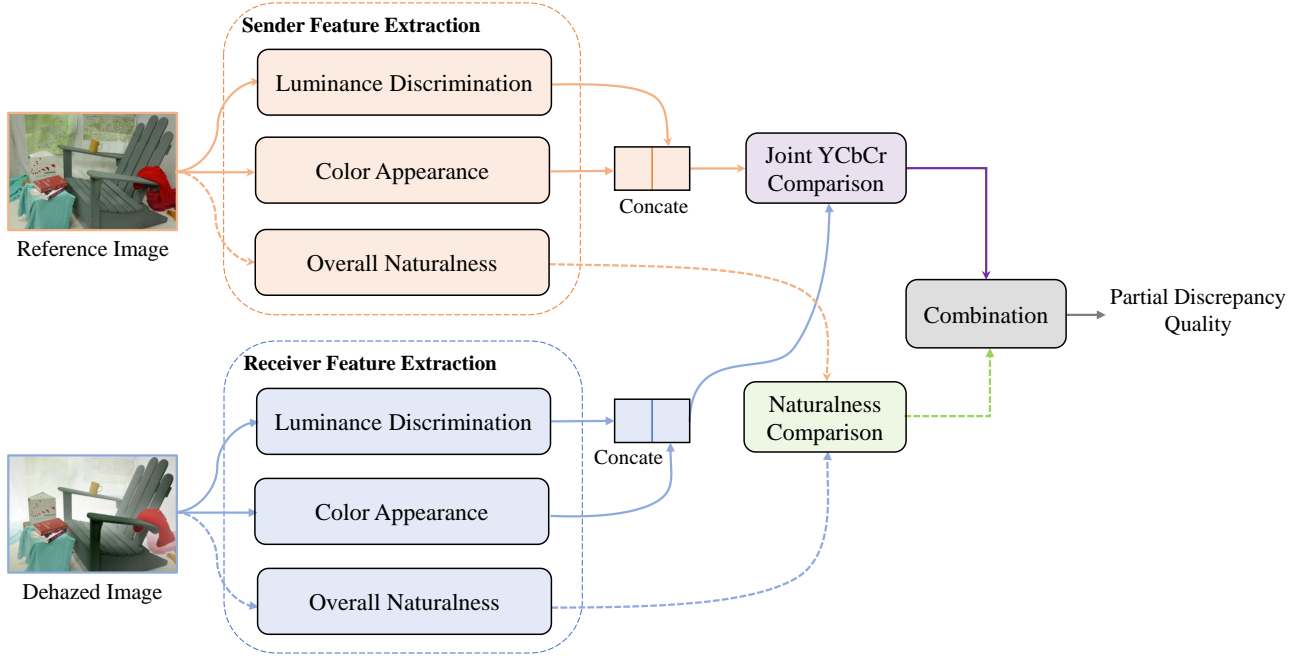 Sender Feature Extraction
Luminance Discrimination
Color Appearance
Overall Naturalness
Reference Image
Concate
Joint YCbCr
Comparison
Combination
Partial Discrepancy
Quality
Receiver Feature Extraction
Luminance Discrimination
Color Appearance
Overall Naturalness
Dehazed Image
Concate
Naturalness
Comparison